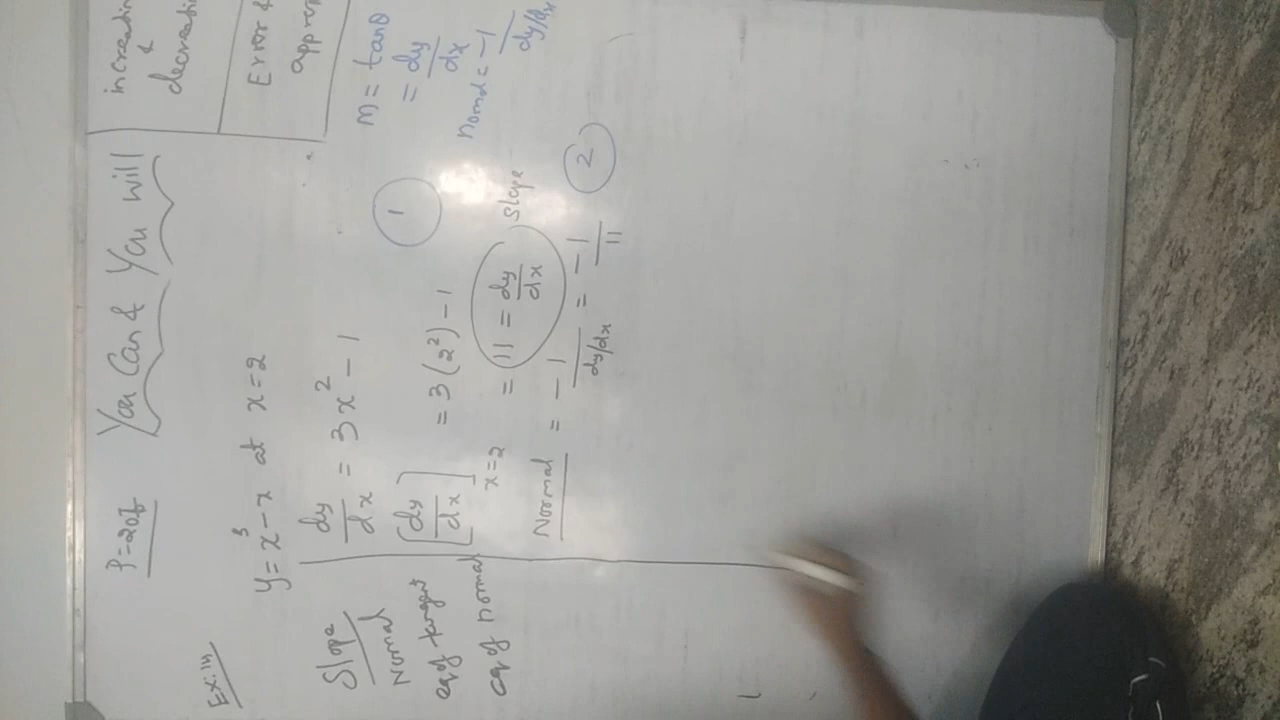 P=206
You Can & You will
increasing & decreasing
Error &
Ex:14
y=x³-x at x=2
Slope
Normal
eq of tangent
eq of normal
dy/dx = 3x² - 1
[dy/dx] x=2 = 3(2²) - 1
= 11 = dy/dx slope
1
Normal = -1/dy/dx = -1/11
2
m = tanθ
= dy/dx
Normal = -1/dy/dx